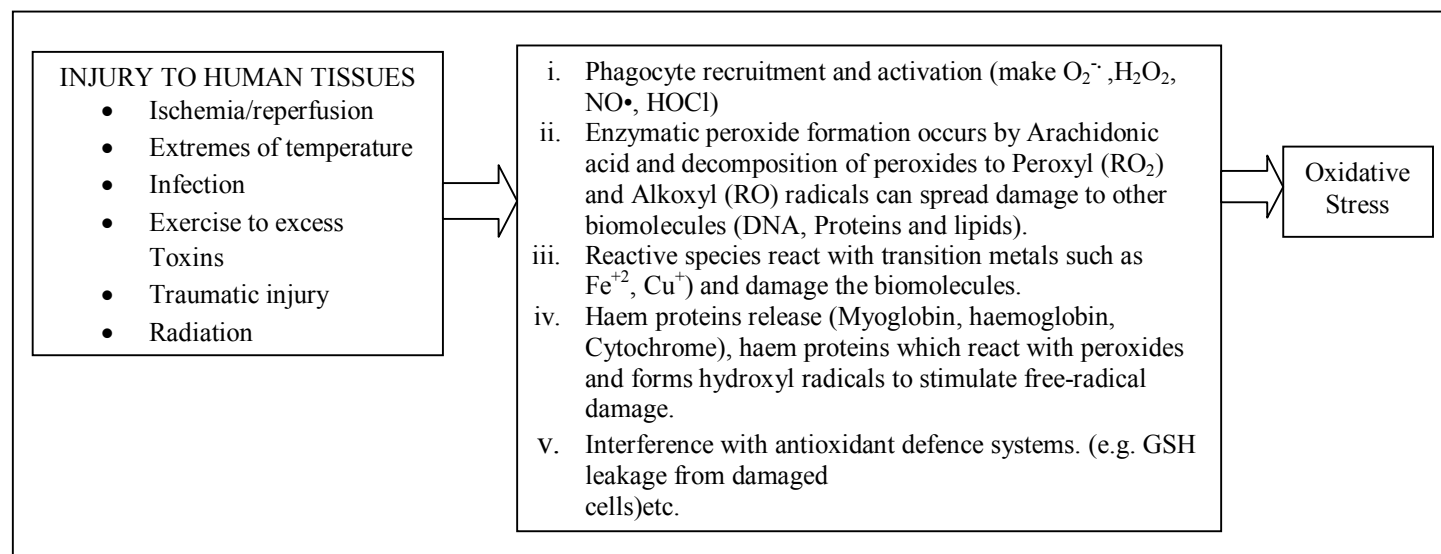 INJURY TO HUMAN TISSUES
• Ischemia/reperfusion
• Extremes of temperature
• Infection
• Exercise to excess
Toxins
• Traumatic injury
• Radiation
i. Phagocyte recruitment and activation (make O₂⁻· ,H₂O₂,
NO•, HOCl)
ii. Enzymatic peroxide formation occurs by Arachidonic
acid and decomposition of peroxides to Peroxyl (RO₂)
and Alkoxyl (RO) radicals can spread damage to other
biomolecules (DNA, Proteins and lipids).
iii. Reactive species react with transition metals such as
Fe⁺², Cu⁺) and damage the biomolecules.
iv. Haem proteins release (Myoglobin, haemoglobin,
Cytochrome), haem proteins which react with peroxides
and forms hydroxyl radicals to stimulate free-radical
damage.
v. Interference with antioxidant defence systems. (e.g. GSH
leakage from damaged
cells)etc.
Oxidative
Stress